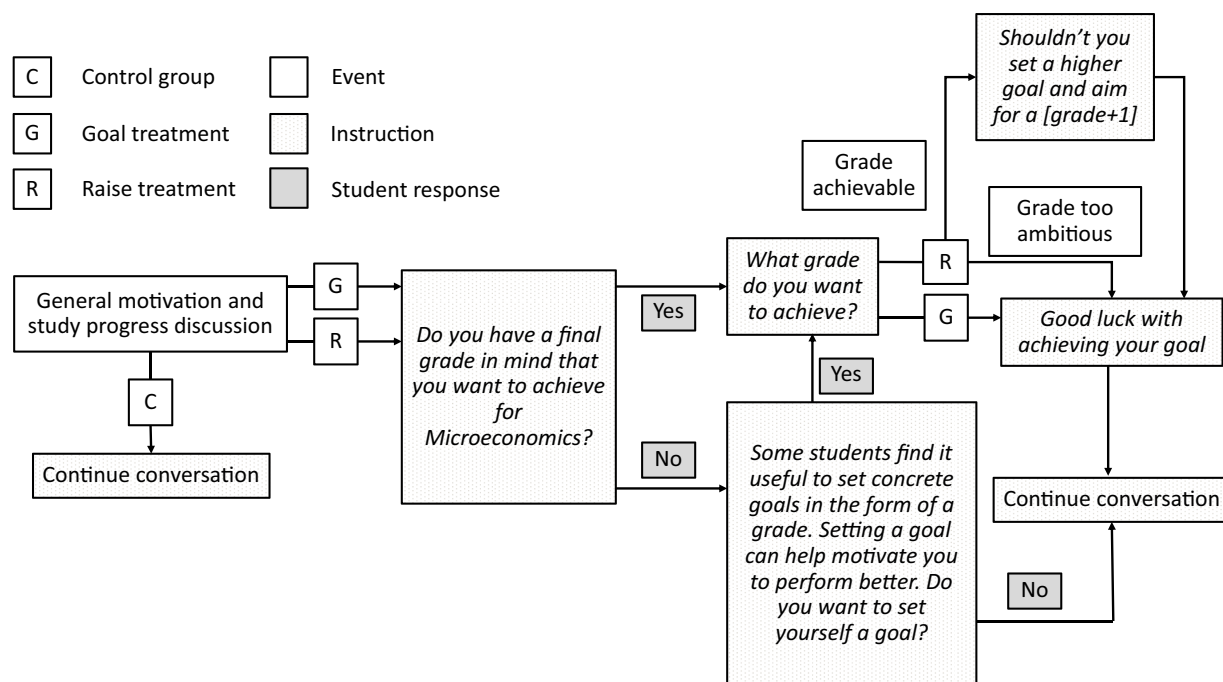 C Control group
Event
G Goal treatment
Instruction
R Raise treatment
Student response
General motivation and
study progress discussion
G
R
C
Continue conversation
Do you have a final
grade in mind that
you want to achieve
for
Microeconomics?
Yes
No
What grade
do you want
to achieve?
Yes
Some students find it
useful to set concrete
goals in the form of a
grade. Setting a goal
can help motivate you
to perform better. Do
you want to set
yourself a goal?
R
G
Grade
achievable
Shouldn’t you
set a higher
goal and aim
for a [grade+1]
Grade too
ambitious
Good luck with
achieving your goal
No
Continue conversation